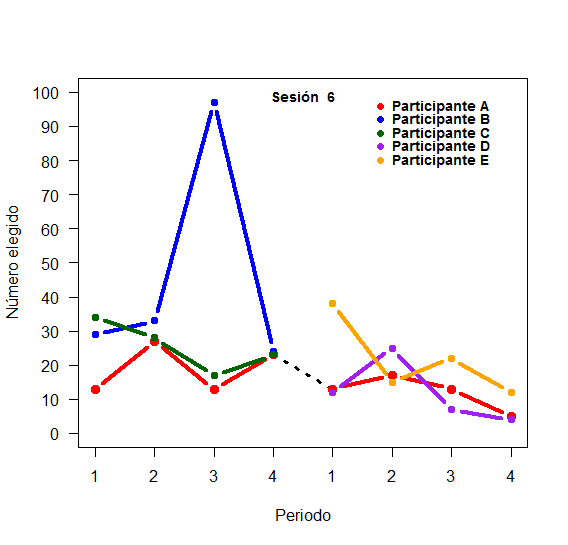 Sesión 6
Participante A
Participante B
Participante C
Participante D
Participante E
Número elegido
100
90
80
70
60
50
40
30
20
10
0
1 2 3 4 1 2 3 4
Periodo